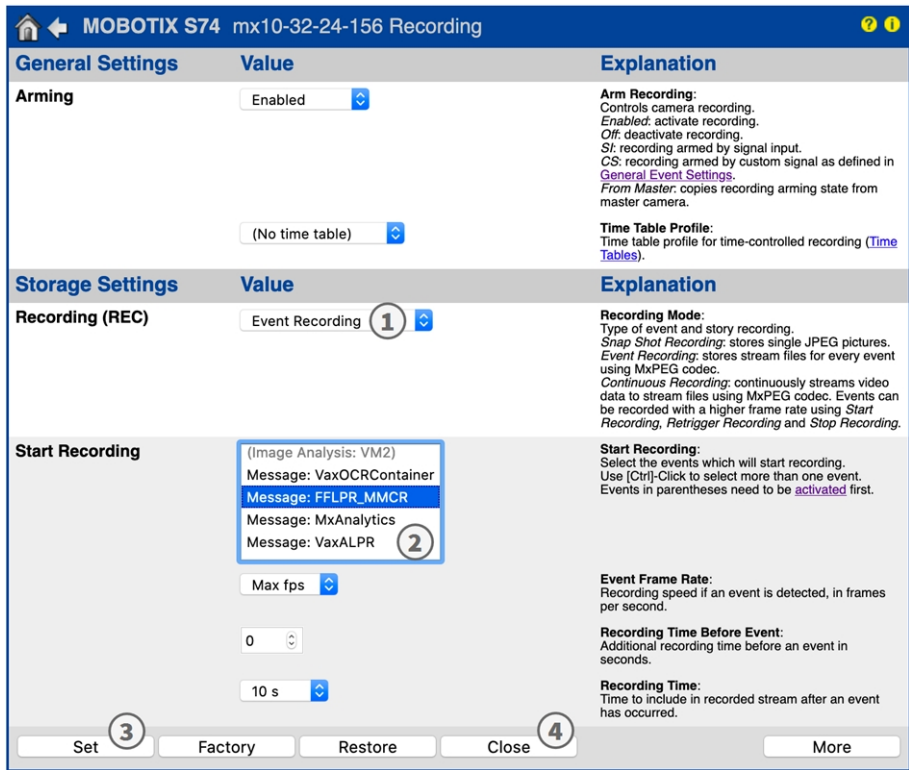 MOBOTIX S74 mx10-32-24-156 Recording
? i
General Settings Value Explanation
Arming
Enabled
Arm Recording:
Controls camera recording.
Enabled: activate recording.
Off: deactivate recording.
SI: recording armed by signal input.
CS: recording armed by custom signal as defined in
General Event Settings.
From Master: copies recording arming state from
master camera.
(No time table)
Time Table Profile:
Time table profile for time-controlled recording (Time
Tables).
Storage Settings Value Explanation
Recording (REC)
Event Recording 1
Recording Mode:
Type of event and story recording.
Snap Shot Recording: stores single JPEG pictures.
Event Recording: stores stream files for every event
using MxPEG codec.
Continuous Recording: continuously streams video
data to stream files using MxPEG codec. Events can
be recorded with a higher frame rate using Start
Recording, Retrigger Recording and Stop Recording.
Start Recording
(Image Analysis: VM2)
Message: VaxOCRContainer
Message: FFLPR_MMCR
Message: MxAnalytics
Message: VaxALPR 2
Start Recording:
Select the events which will start recording.
Use [Ctrl]-Click to select more than one event.
Events in parentheses need to be activated first.
Max fps
Event Frame Rate:
Recording speed if an event is detected, in frames
per second.
0
Recording Time Before Event:
Additional recording time before an event in
seconds.
10 s
Recording Time:
Time to include in recorded stream after an event
has occurred.
3 4
Set Factory Restore Close More